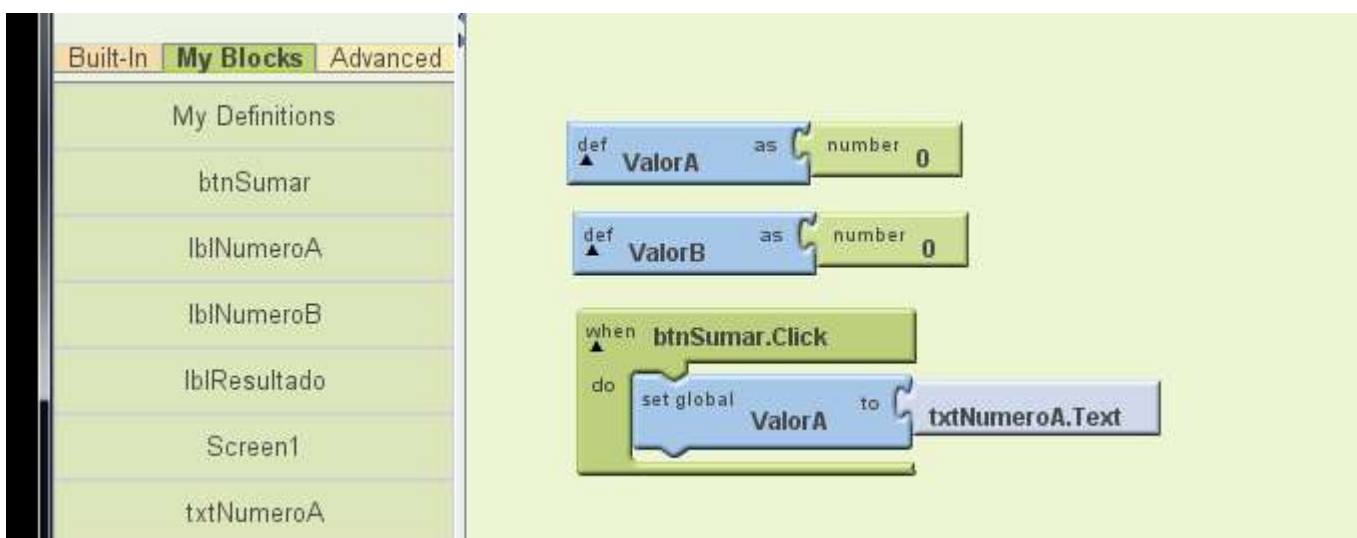 Built-In My Blocks Advanced
My Definitions
btnSumar
lblNumeroA
lblNumeroB
lblResultado
Screen1
txtNumeroA
def ValorA as number 0
def ValorB as number 0
when btnSumar.Click
do set global ValorA to txtNumeroA.Text